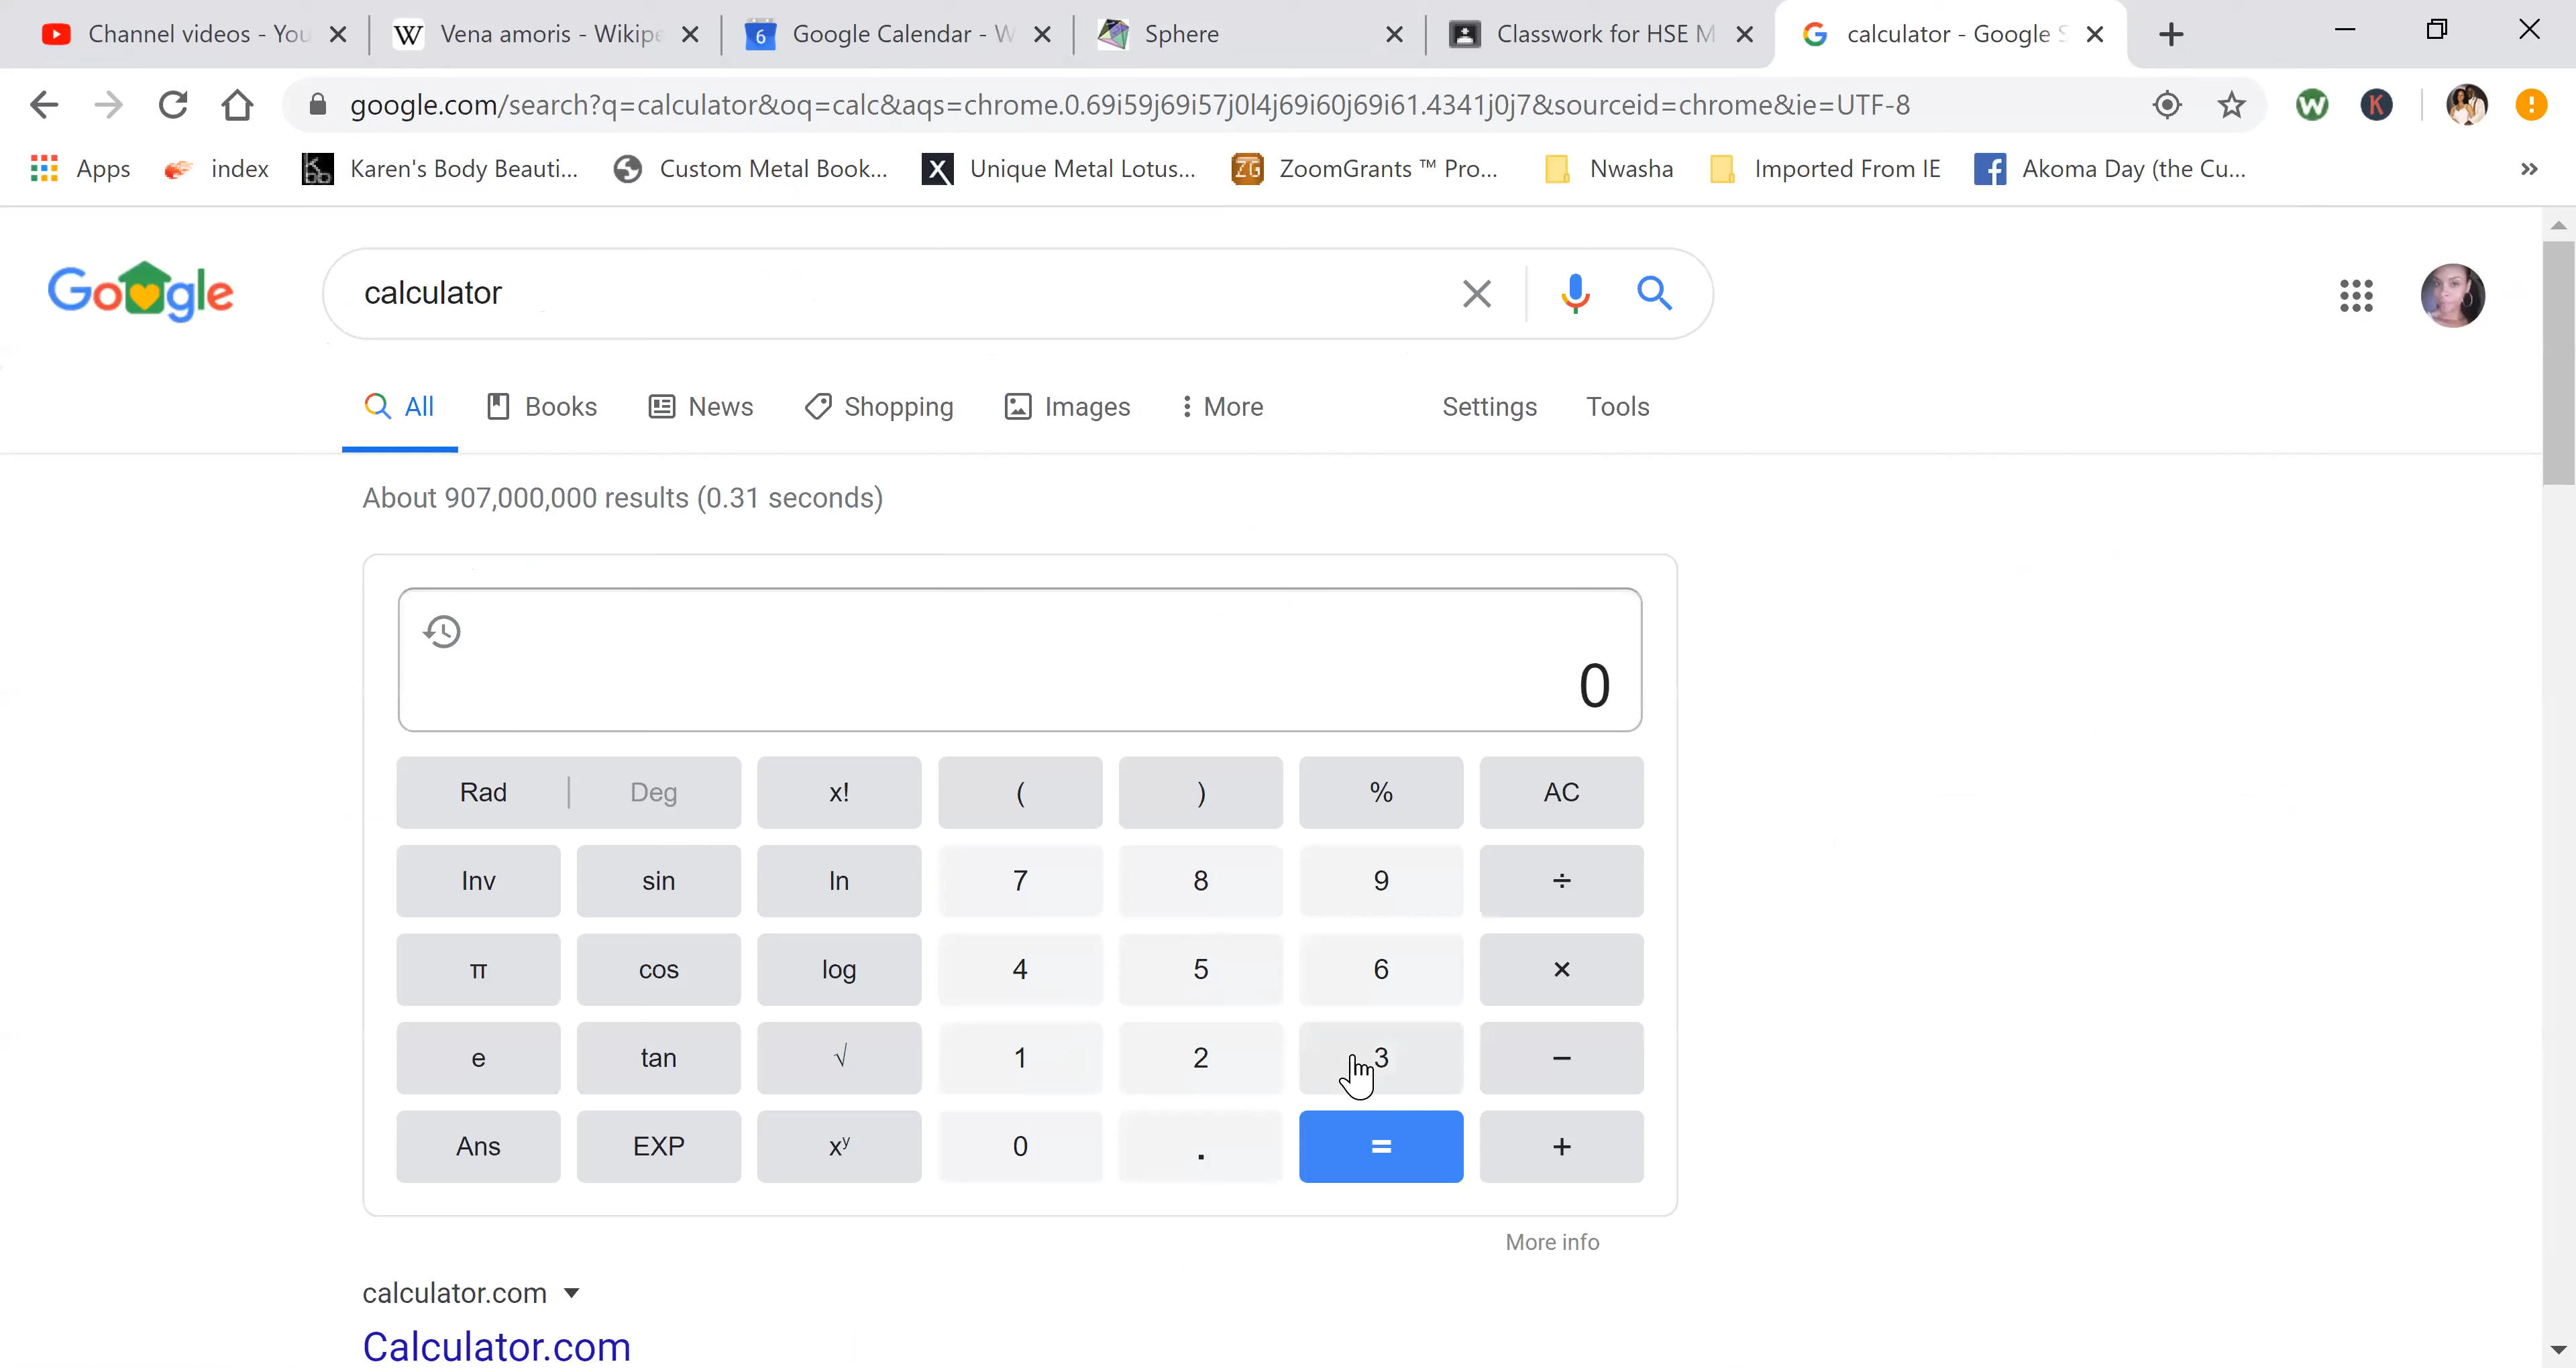 Channel videos - You
Vena amoris - Wikipe
Google Calendar - W
Sphere
Classwork for HSE M
calculator - Google S
google.com/search?q=calculator&oq=calc&aqs=chrome.0.69i59j69i57j0l4j69i60j69i61.4341j0j7&sourceid=chrome&ie=UTF-8
Apps
index
Karen's Body Beauti...
Custom Metal Book...
Unique Metal Lotus...
ZoomGrants ™ Pro...
Nwasha
Imported From IE
Akoma Day (the Cu...
Google
calculator
All Books News Shopping Images More Settings Tools
About 907,000,000 results (0.31 seconds)
0
Rad | Deg x! ( ) % AC
Inv sin ln 7 8 9 ÷
π cos log 4 5 6 ×
e tan √ 1 2 3 −
Ans EXP xʸ 0 . = +
More info
calculator.com
Calculator.com